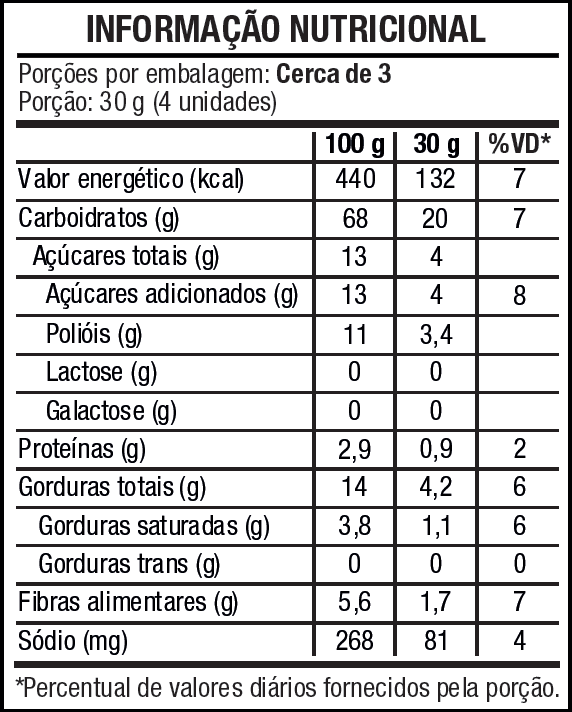 INFORMAÇÃO NUTRICIONAL
Porções por embalagem: Cerca de 3
Porção: 30 g (4 unidades)
100 g 30 g %VD*
Valor energético (kcal) 440 132 7
Carboidratos (g) 68 20 7
Açúcares totais (g) 13 4
Açúcares adicionados (g) 13 4 8
Polióis (g) 11 3,4
Lactose (g) 0 0
Galactose (g) 0 0
Proteínas (g) 2,9 0,9 2
Gorduras totais (g) 14 4,2 6
Gorduras saturadas (g) 3,8 1,1 6
Gorduras trans (g) 0 0 0
Fibras alimentares (g) 5,6 1,7 7
Sódio (mg) 268 81 4
*Percentual de valores diários fornecidos pela porção.